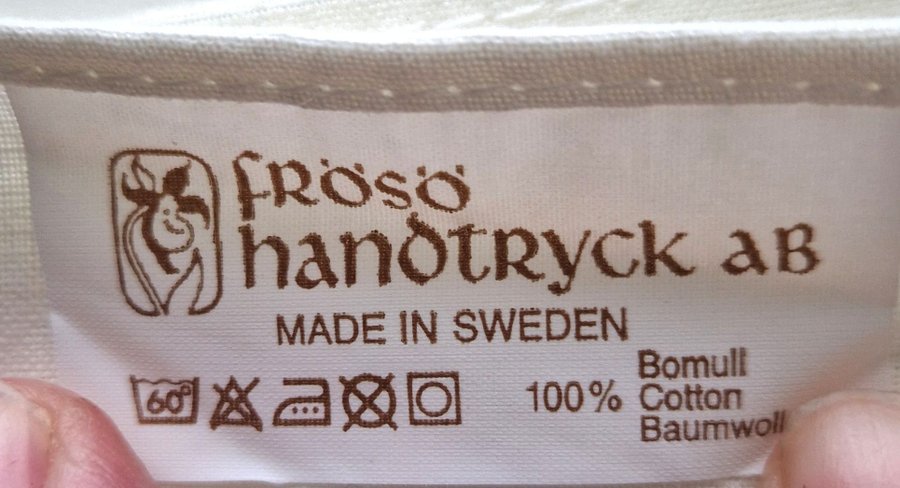 frösö
handtryck AB
MADE IN SWEDEN
60°
100%
Bomull
Cotton
Baumwoll